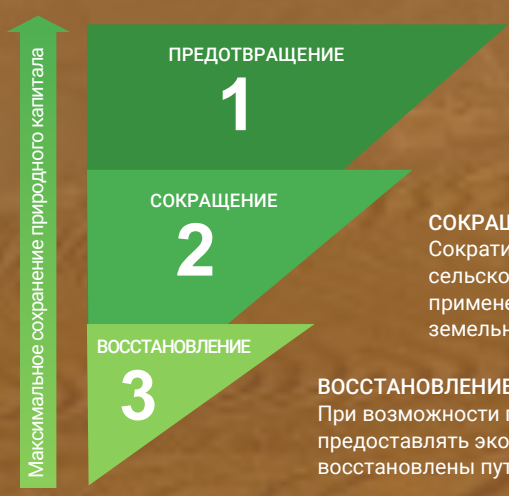 Максимальное сохранение природного капитала
ПРЕДОТВРАЩЕНИЕ
1
СОКРАЩЕНИЕ
2
ВОССТАНОВЛЕНИЕ
3
Сократи
сельско
примене
земельн
ВОССТАНОВЛЕНИЕ
При возможности
предоставлять эко
восстановлены пут